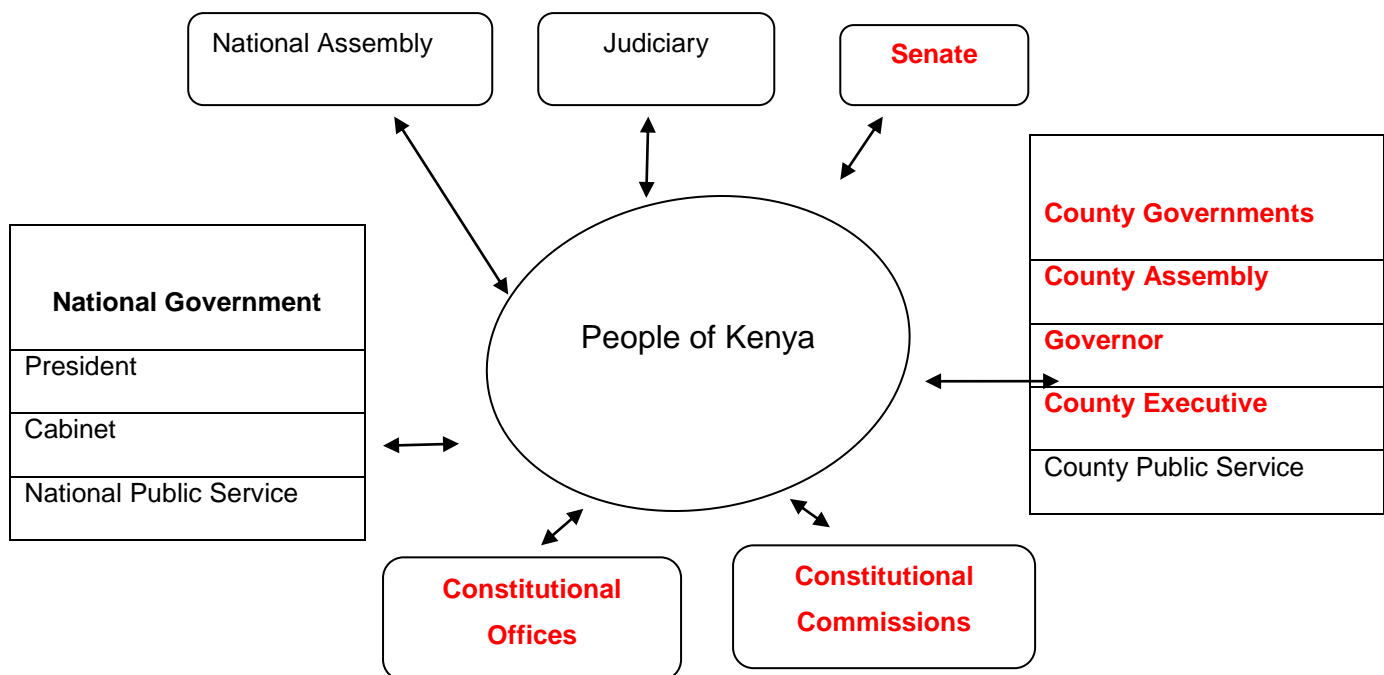 National Assembly
Judiciary
Senate
National Government
President
Cabinet
National Public Service
People of Kenya
County Governments
County Assembly
Governor
County Executive
County Public Service
Constitutional
Offices
Constitutional
Commissions